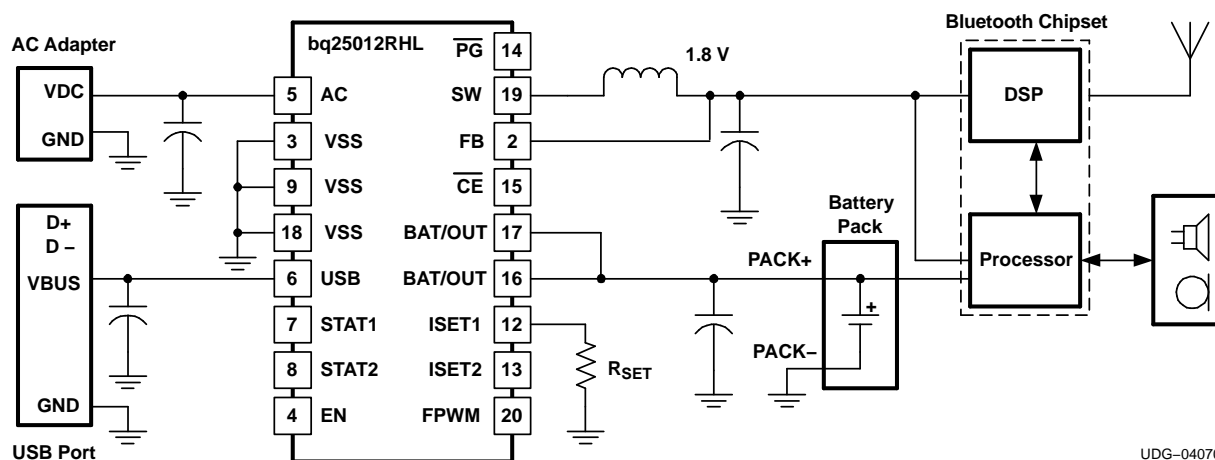 Bluetooth Chipset
AC Adapter
bq25012RHL
PG 14
1.8 V
VDC
5 AC
SW 19
DSP
GND
3 VSS
FB 2
9 VSS
CE 15
D+
D −
18 VSS
BAT/OUT 17
Battery
Pack
VBUS
6 USB
BAT/OUT 16
PACK+
Processor
7 STAT1
ISET1 12
+
8 STAT2
ISET2 13
RSET
PACK−
GND
4 EN
FPWM 20
USB Port
UDG−04070